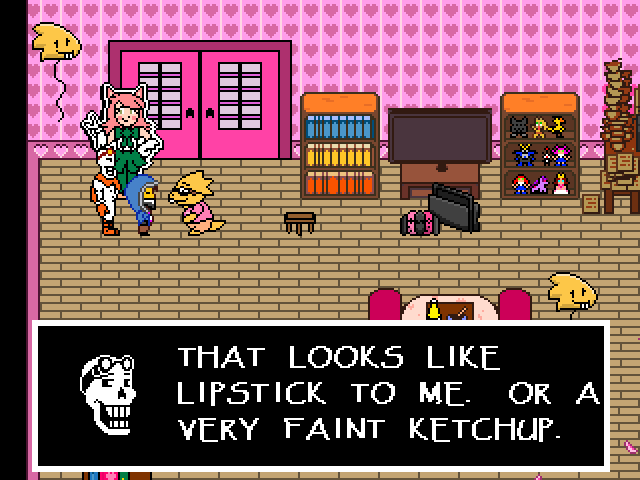 THAT LOOKS LIKE
LIPSTICK TO ME. OR A
VERY FAINT KETCHUP.